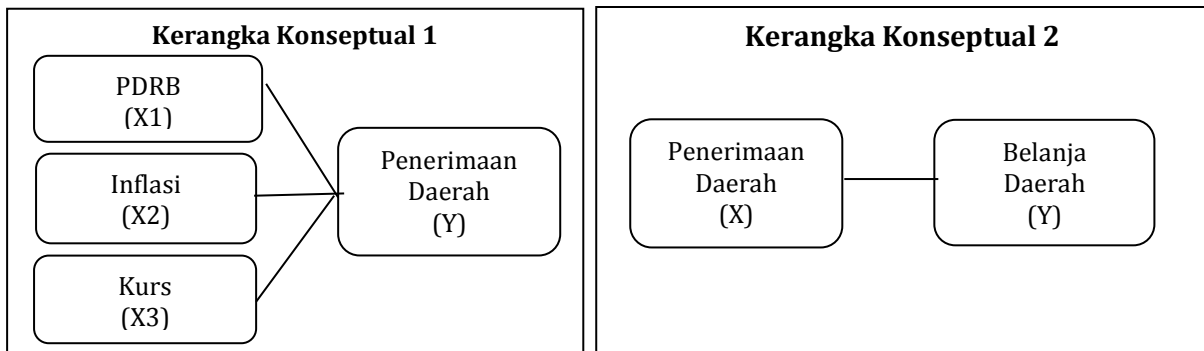 Kerangka Konseptual 1
PDRB
(X1)
Inflasi
(X2)
Kurs
(X3)
Penerimaan
Daerah
(Y)
Kerangka Konseptual 2
Penerimaan
Daerah
(X)
Belanja
Daerah
(Y)